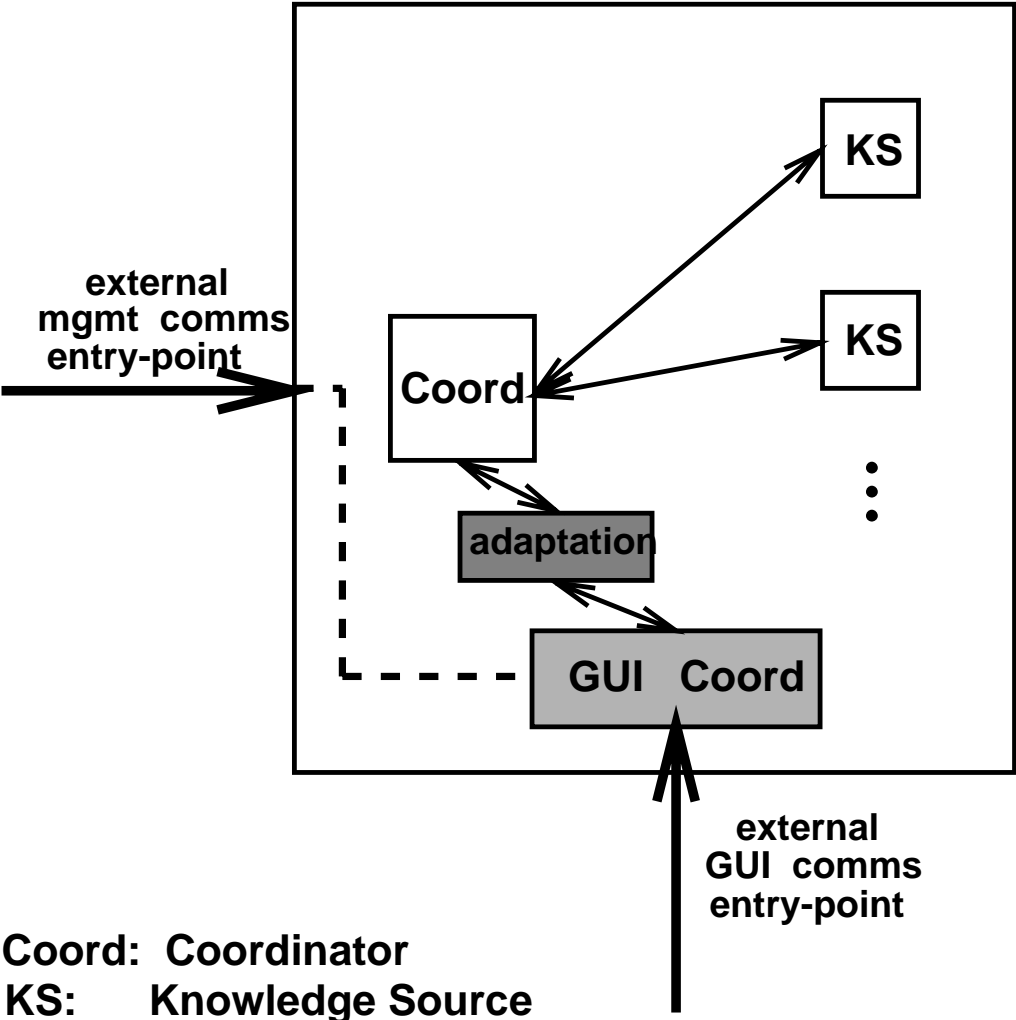 KS
external
mgmt comms
entry-point
KS
Coord
adaptation
GUI Coord
external
GUI comms
entry-point
Coord: Coordinator
KS: Knowledge Source